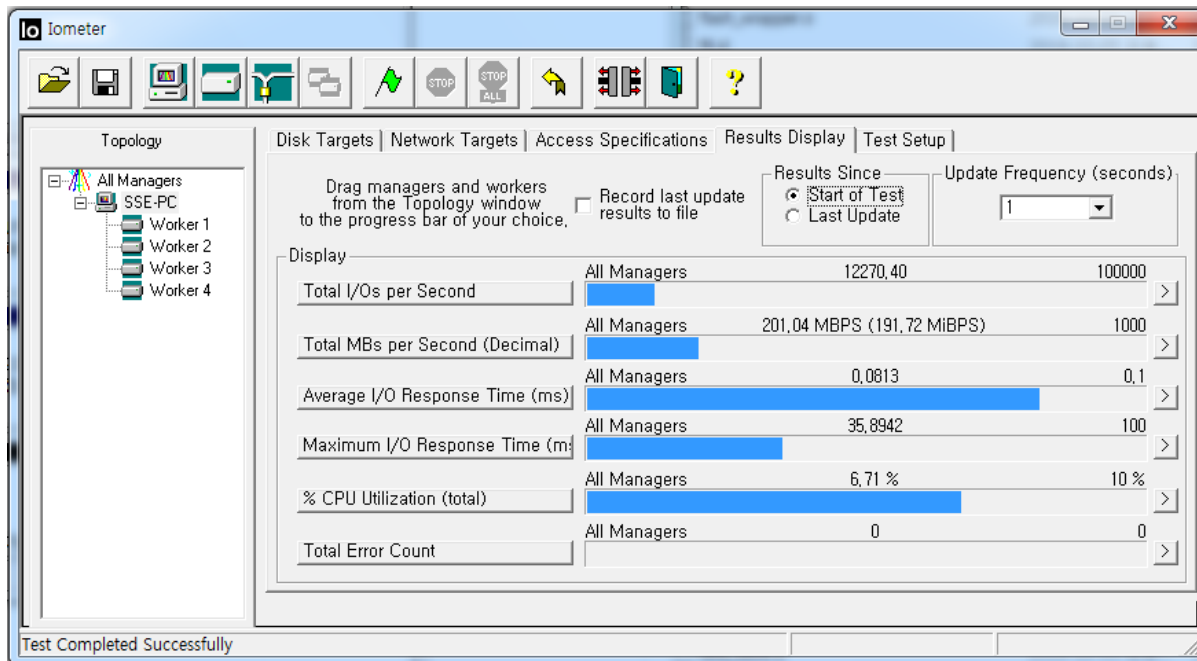 Iometer
STOP
STOP
ALL
Topology
All Managers
SSE-PC
Worker 1
Worker 2
Worker 3
Worker 4
Disk Targets
Network Targets
Access Specifications
Results Display
Test Setup
Drag managers and workers
from the Topology window
to the progress bar of your choice.
Record last update
results to file
Results Since
Start of Test
Last Update
Update Frequency (seconds)
1
Display
All Managers 12270.40 100000
Total I/Os per Second
All Managers 201.04 MBPS (191.72 MiBPS) 1000
Total MBs per Second (Decimal)
All Managers 0.0813 0.1
Average I/O Response Time (ms)
All Managers 35.8942 100
Maximum I/O Response Time (m
All Managers 6.71 % 10 %
% CPU Utilization (total)
All Managers 0 0
Total Error Count
Test Completed Successfully